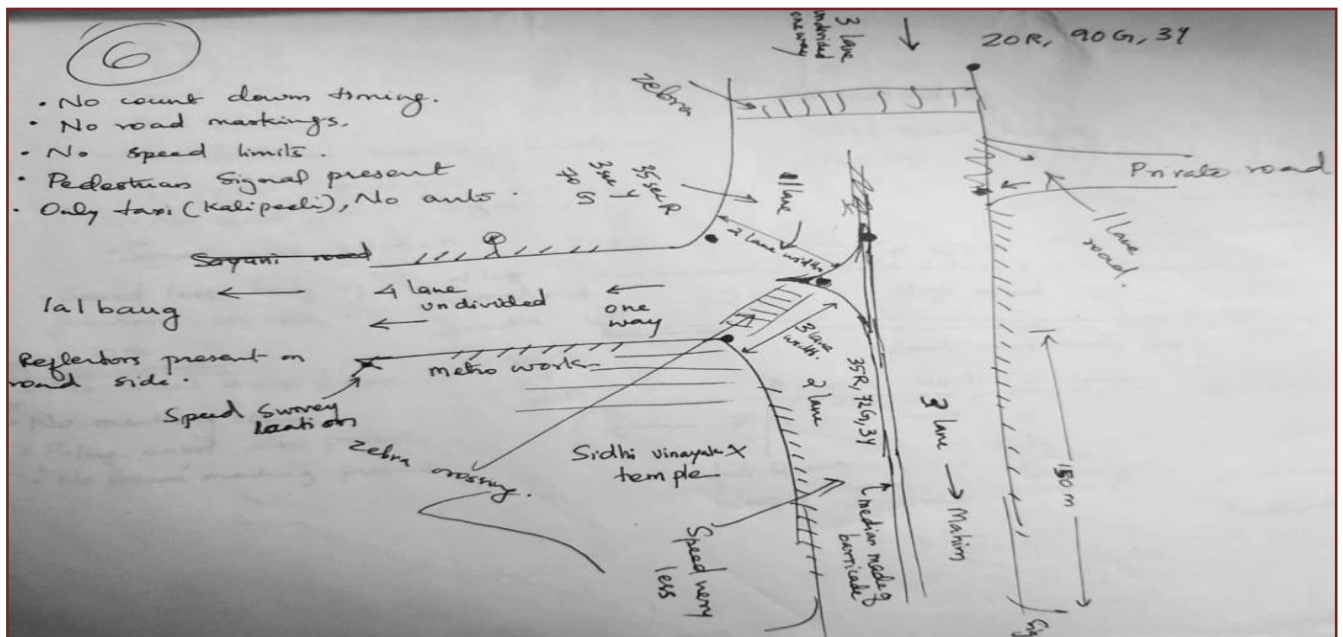 6
• No count down timing.
• No road markings.
• No speed limits.
• Pedestrian Signal present
• Only taxi (Kalipeeli), No auto.
Sayani road
lal baug
Reflectors present on
road side.
Speed Survey
location
4 lane
undivided
one
way
metro work
zebra crossing.
Sidhi vinayak
temple
Speed very
less
zebra
35 sec R
3 sec Y
70 G
3 lane
undivided
one way
20R, 90G, 3Y
Private road
1 lane
road.
1 lane
2 lane width
3 lane
width
2 lane
35R, 72G, 3Y
median made of
barricade
3 lane → Mahim
150 m